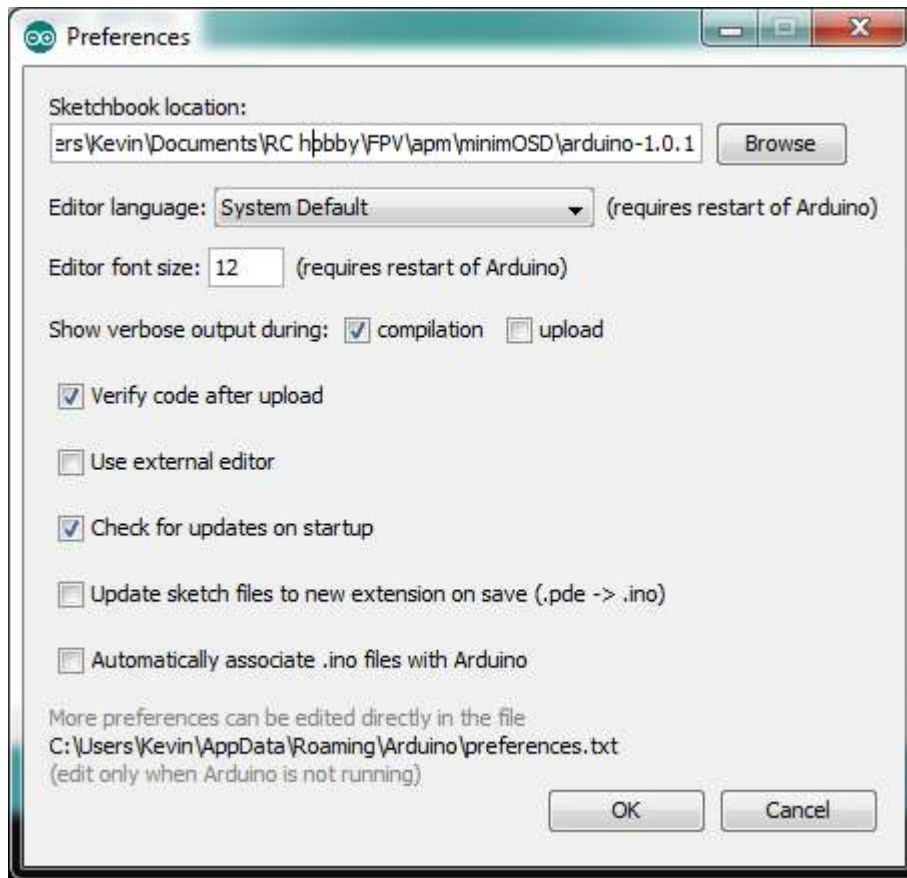 Preferences
Sketchbook location:
ers\Kevin\Documents\RC hobby\FPV\apm\minimOSD\arduino-1.0.1 Browse
Editor language: System Default (requires restart of Arduino)
Editor font size: 12 (requires restart of Arduino)
Show verbose output during: compilation upload
Verify code after upload
Use external editor
Check for updates on startup
Update sketch files to new extension on save (.pde -> .ino)
Automatically associate .ino files with Arduino
More preferences can be edited directly in the file
C:\Users\Kevin\AppData\Roaming\Arduino\preferences.txt
(edit only when Arduino is not running)
OK Cancel